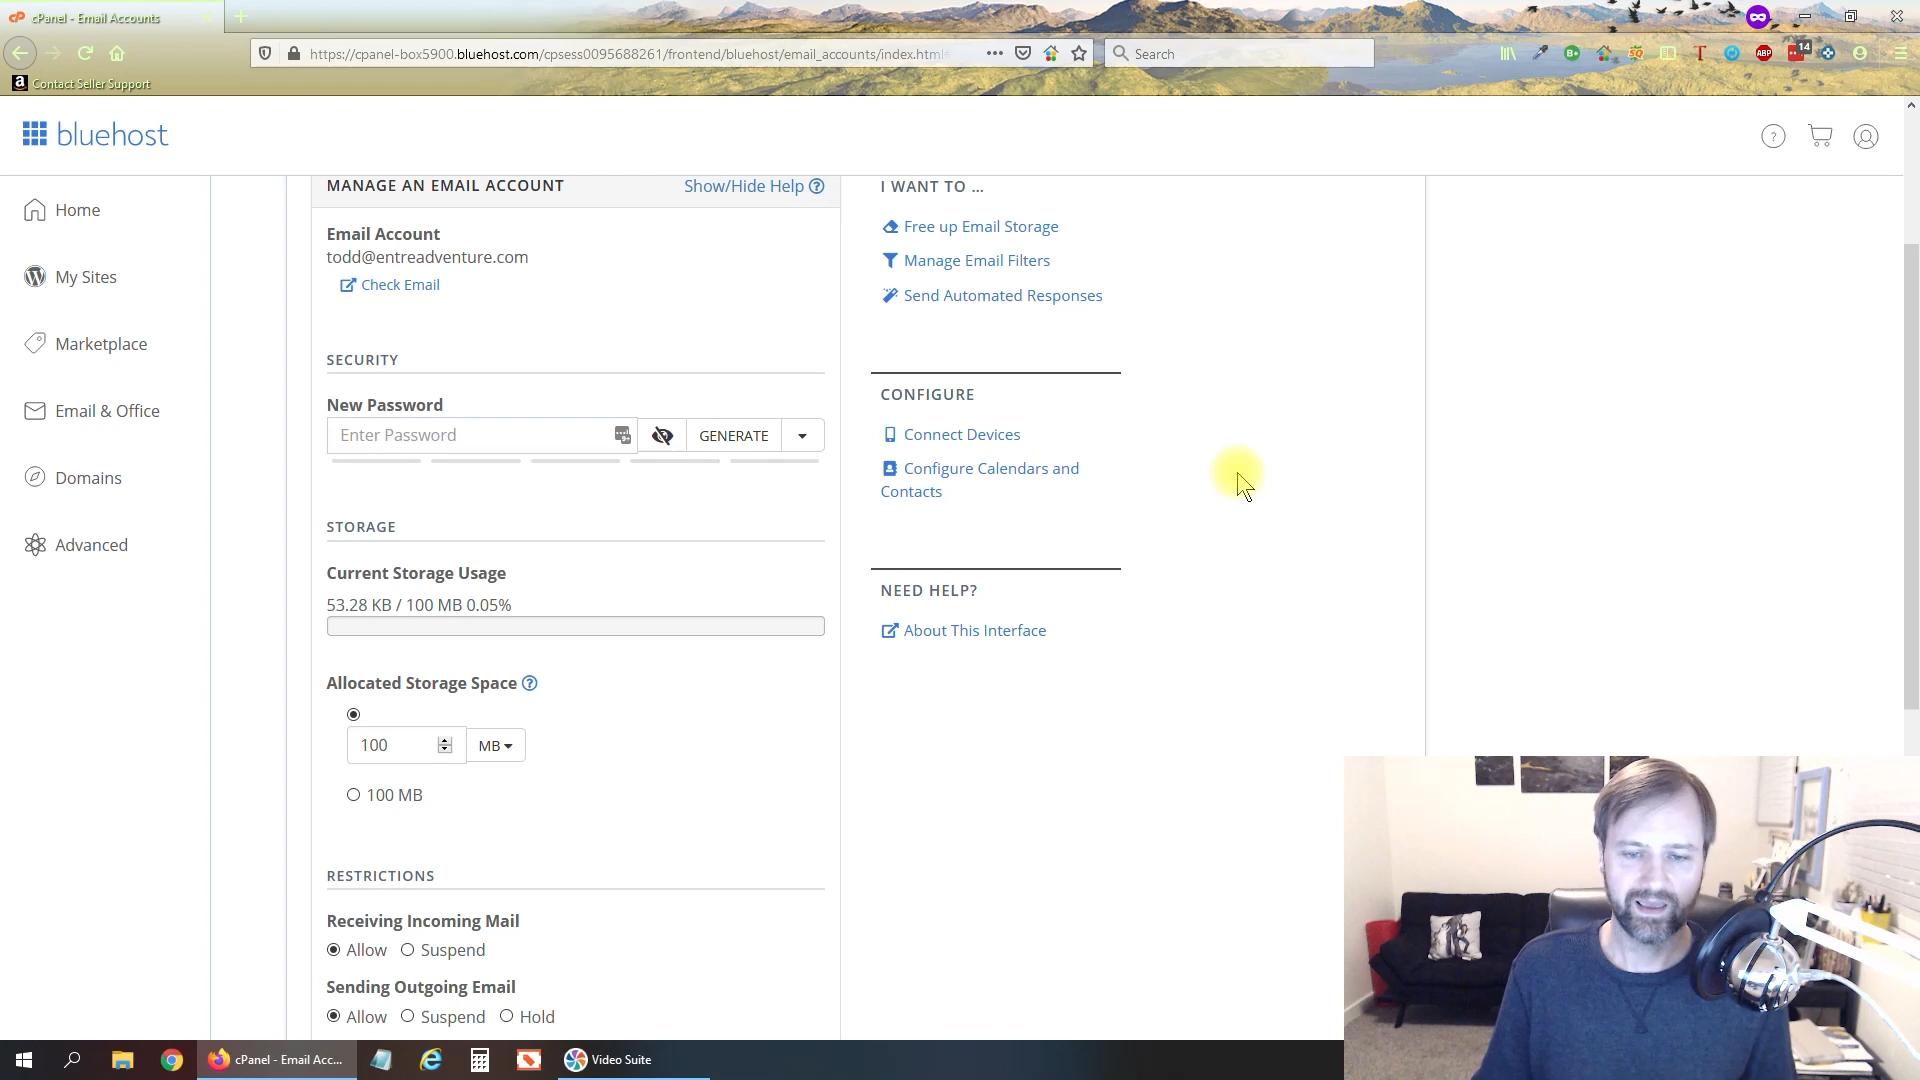 cPanel - Email Accounts
https://cpanel-box5900.bluehost.com/cpsess0095688261/frontend/bluehost/email_accounts/index.html
Search
14
Contact Seller Support
bluehost
Home
My Sites
Marketplace
Email & Office
Domains
Advanced
MANAGE AN EMAIL ACCOUNT
Show/Hide Help
Email Account
todd@entreadventure.com
Check Email
SECURITY
New Password
Enter Password
GENERATE
STORAGE
Current Storage Usage
53.28 KB / 100 MB 0.05%
Allocated Storage Space
100
MB
100 MB
RESTRICTIONS
Receiving Incoming Mail
Allow Suspend
Sending Outgoing Email
Allow Suspend Hold
I WANT TO ...
Free up Email Storage
Manage Email Filters
Send Automated Responses
CONFIGURE
Connect Devices
Configure Calendars and
Contacts
NEED HELP?
About This Interface
cPanel - Email Acc...
Video Suite